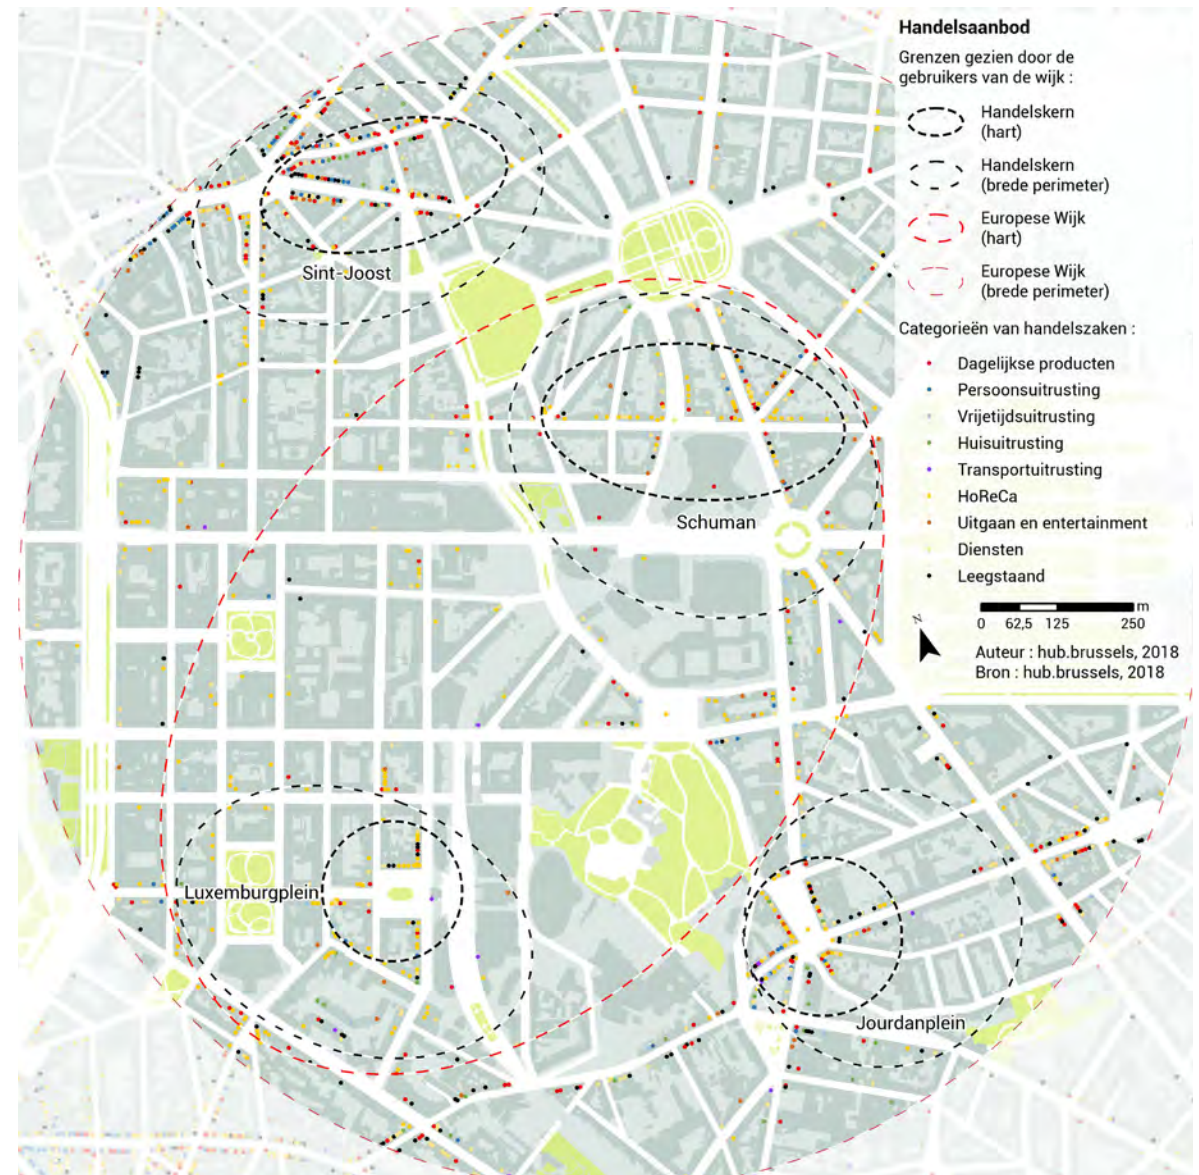 Handelsaanbod
Grenzen gezien door de
gebruikers van de wijk :
Handelskern
(hart)
Handelskern
(brede perimeter)
Europese Wijk
(hart)
Europese Wijk
(brede perimeter)
Categorieën van handelszaken :
Dagelijkse producten
Persoonsuitrusting
Vrijetijdsuitrusting
Huisuitrusting
Transportuitrusting
HoReCa
Uitgaan en entertainment
Diensten
Leegstaand
N
m
0 62,5 125 250
Auteur : hub.brussels, 2018
Bron : hub.brussels, 2018
Sint-Joost
Schuman
Luxemburgplein
Jourdanplein